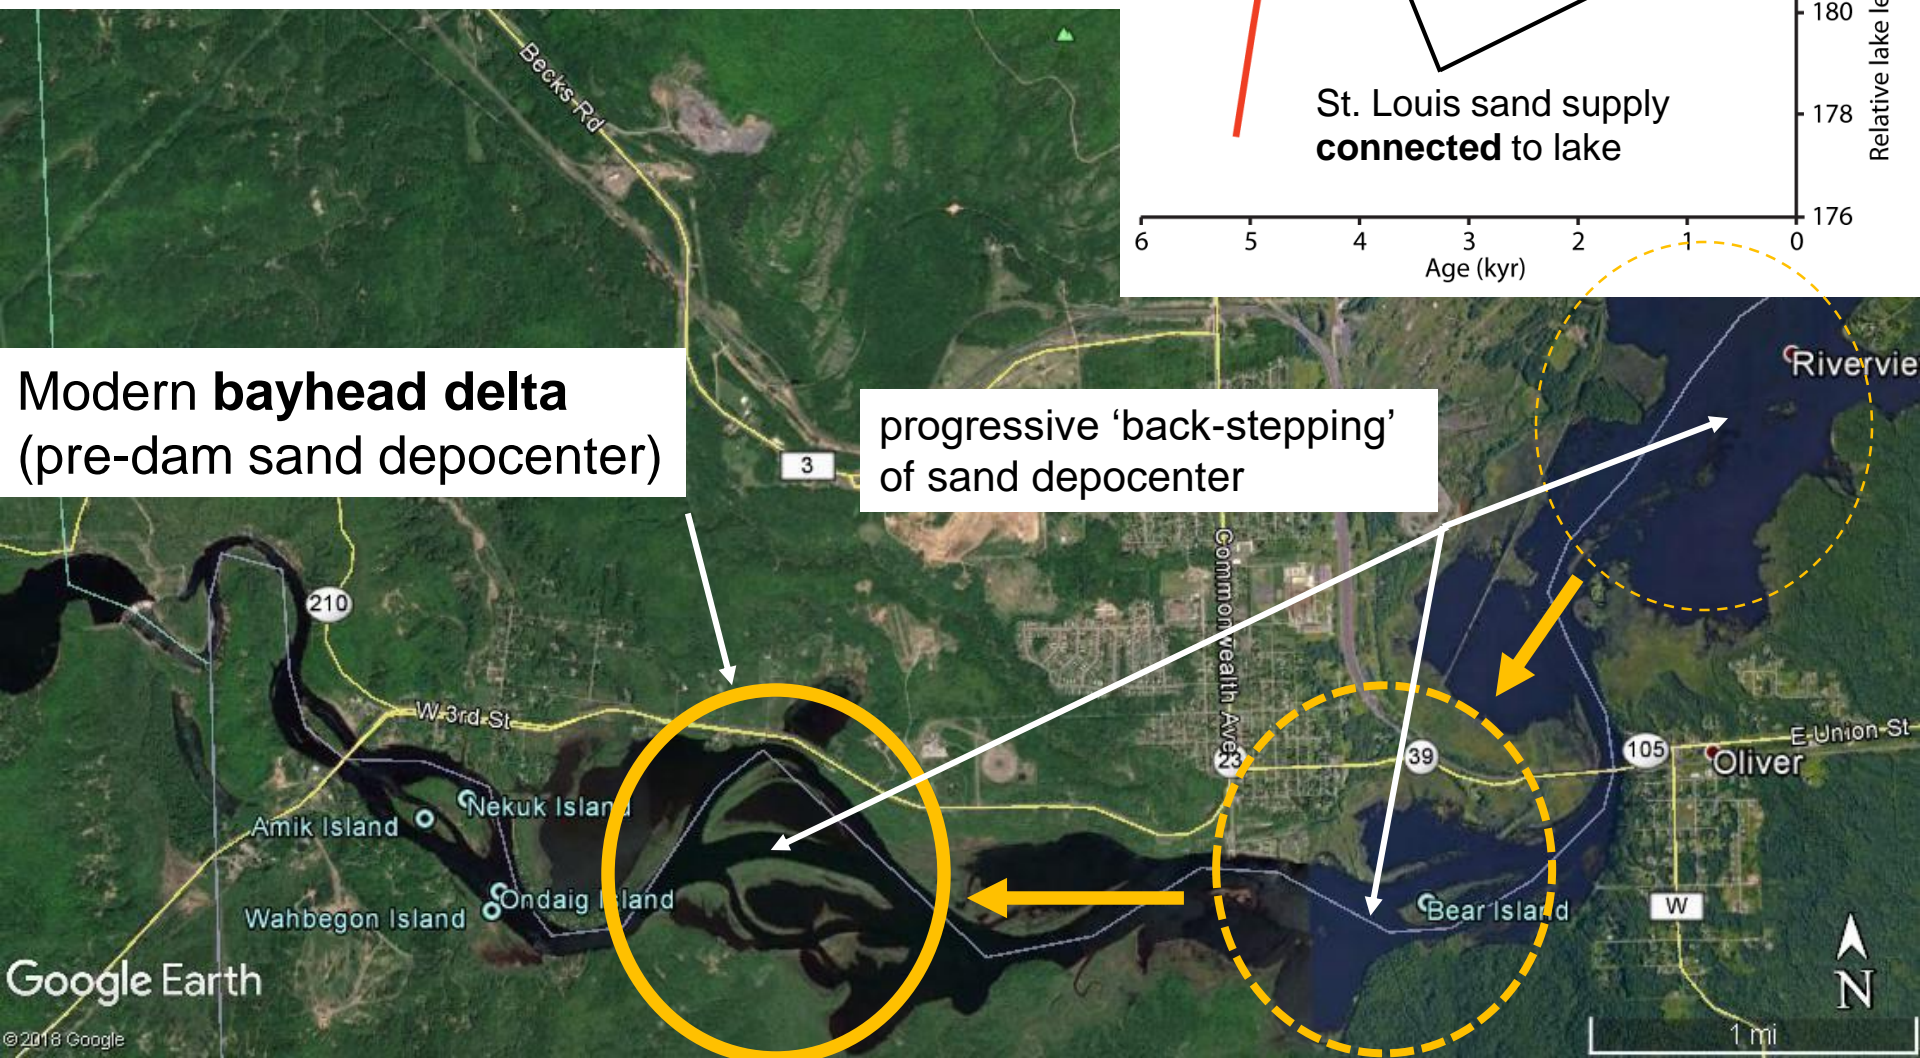 180
Relative lake le
St. Louis sand supply
connected to lake
178
176
6 5 4 3 2 1 0
Age (kyr)
Becks Rd
Rivervie
Modern bayhead delta
(pre-dam sand depocenter)
progressive ‘back-stepping’
of sand depocenter
3
Commonwealth Ave
210
W 3rd St
23
39
105
E Union St
Oliver
Nekuk Island
Amik Island
Ondaig Island
Wahbegon Island
Bear Island
W
N
Google Earth
©2018 Google
1 mi